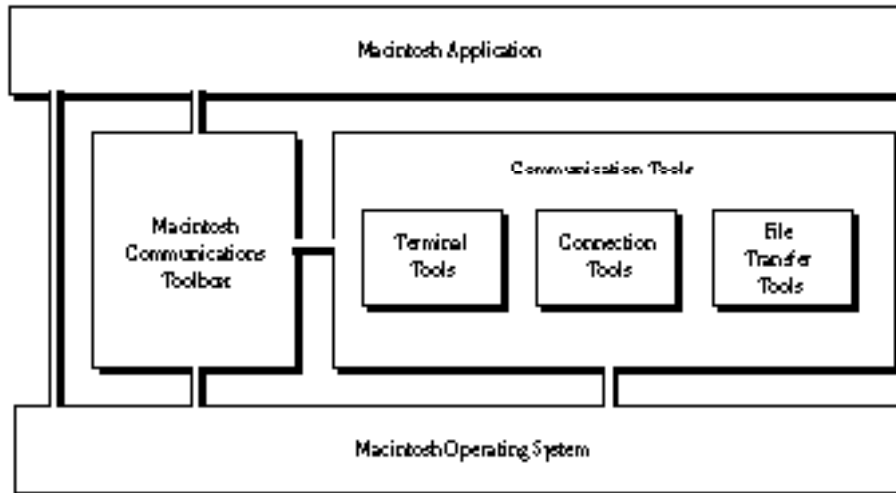 Macintosh Application
Communication Tools
Macintosh
Communications
Toolbox
Terminal
Tools
Connection
Tools
File
Transfer
Tools
Macintosh Operating System